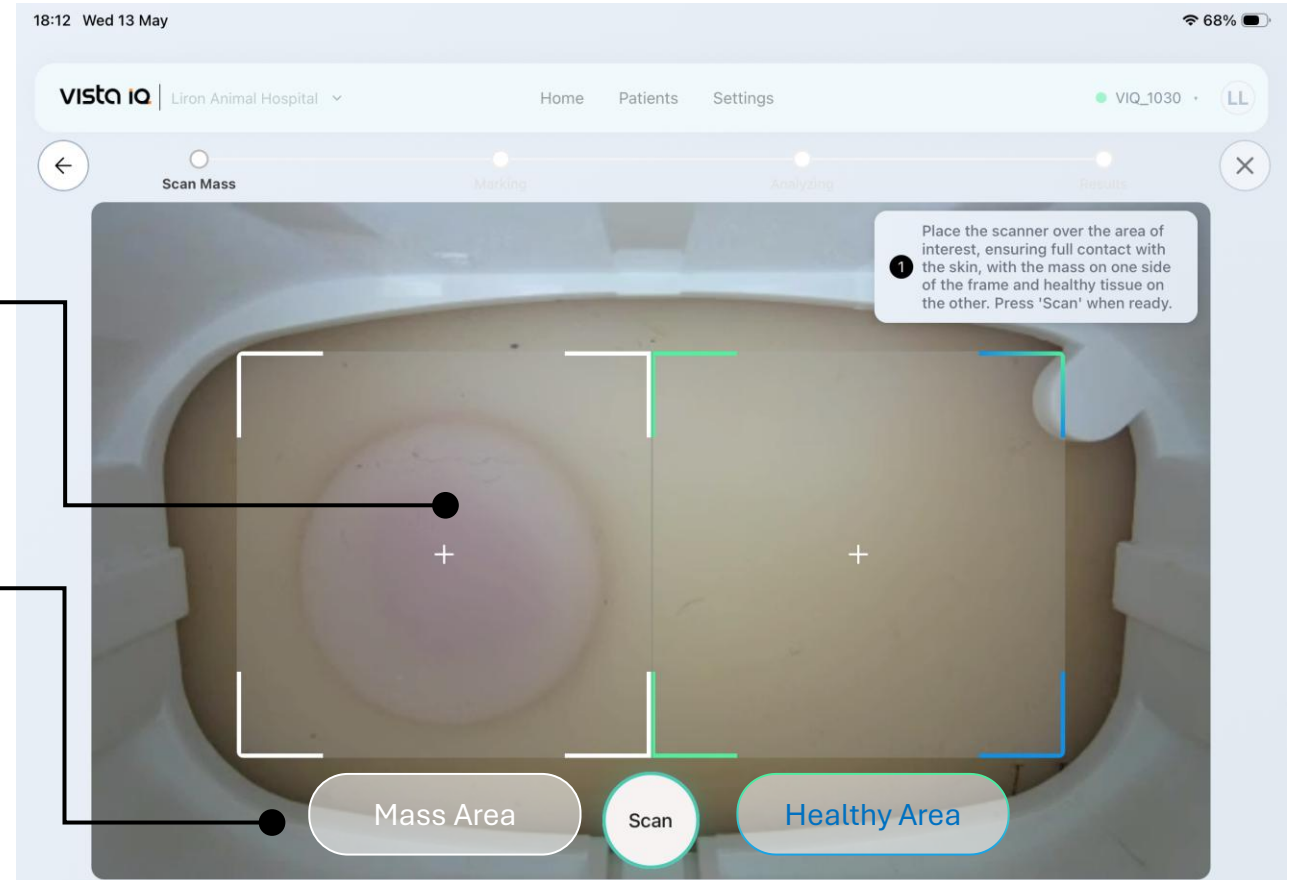 18:12 Wed 13 May
68%
vista iQ Liron Animal Hospital
Home Patients Settings
VIQ_1030
LL
Scan Mass
Marking
Analyzing
Results
1
Place the scanner over the area of
interest, ensuring full contact with
the skin, with the mass on one side
of the frame and healthy tissue on
the other. Press 'Scan' when ready.
Mass Area
Scan
Healthy Area